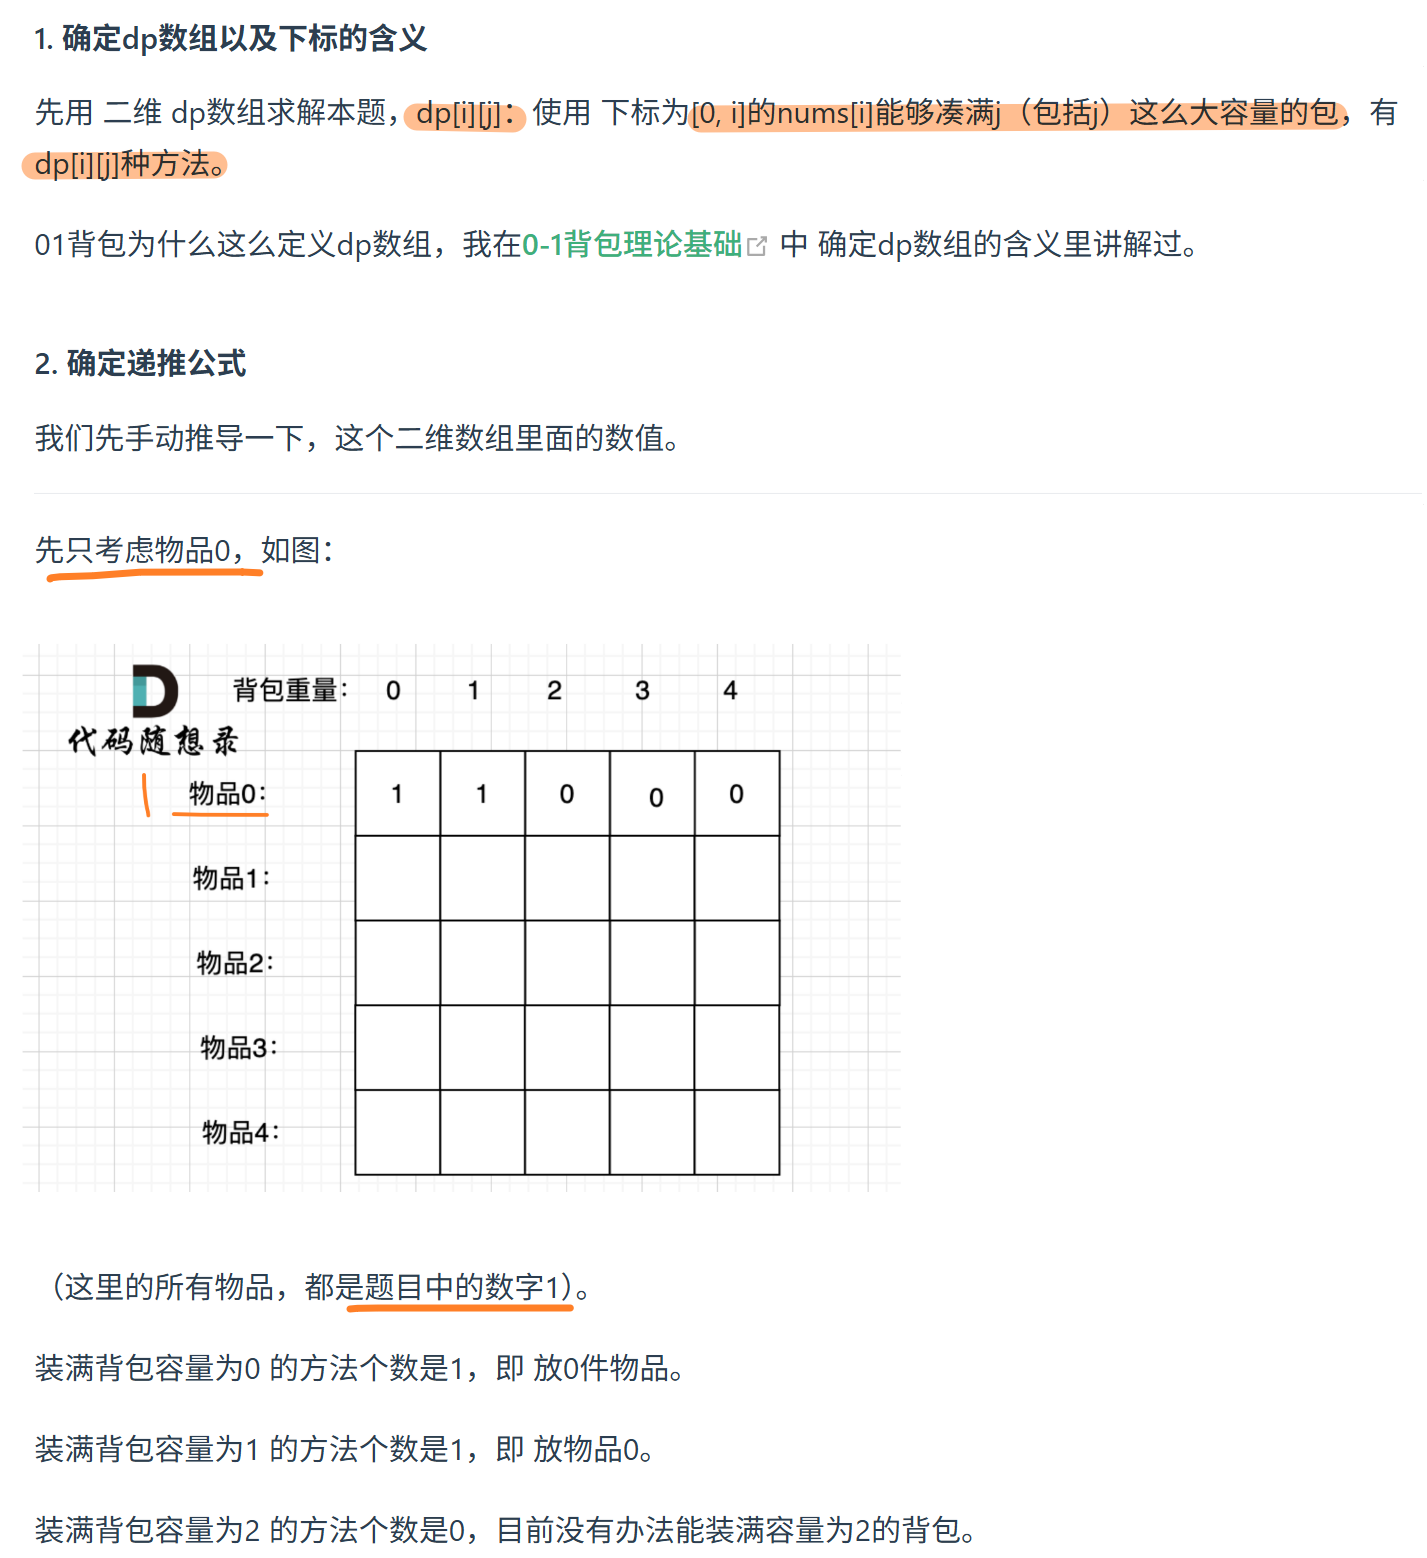 1. 确定dp数组以及下标的含义
先用 二维 dp数组求解本题，dp[i][j]：使用 下标为[0, i]的nums[i]能够凑满j（包括j）这么大容量的包，有
dp[i][j]种方法。
01背包为什么这么定义dp数组，我在0-1背包理论基础 中 确定dp数组的含义里讲解过。
2. 确定递推公式
我们先手动推导一下，这个二维数组里面的数值。
先只考虑物品0，如图：
背包重量： 0 1 2 3 4
代码随想录
物品0： 1 1 0 0 0
物品1：
物品2：
物品3：
物品4：
（这里的所有物品，都是题目中的数字1）。
装满背包容量为0 的方法个数是1，即 放0件物品。
装满背包容量为1 的方法个数是1，即 放物品0。
装满背包容量为2 的方法个数是0，目前没有办法能装满容量为2的背包。